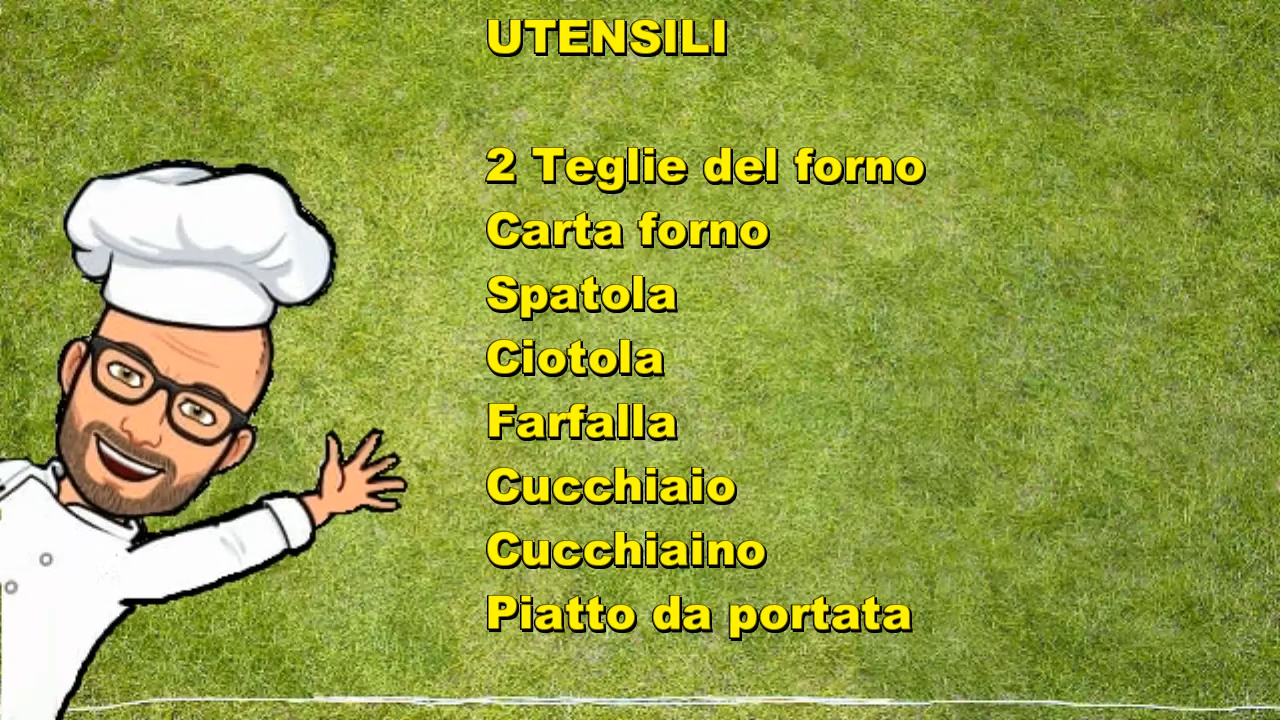 UTENSILI
2 Teglie del forno
Carta forno
Spatola
Ciotola
Farfalla
Cucchiaio
Cucchiaino
Piatto da portata